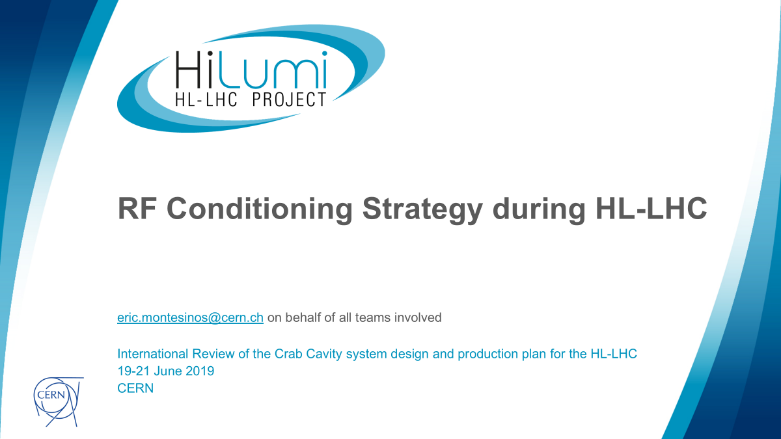 HiLumi
HL-LHC PROJECT
RF Conditioning Strategy during HL-LHC
eric.montesinos@cern.ch on behalf of all teams involved
International Review of the Crab Cavity system design and production plan for the HL-LHC
19-21 June 2019
CERN
CERN